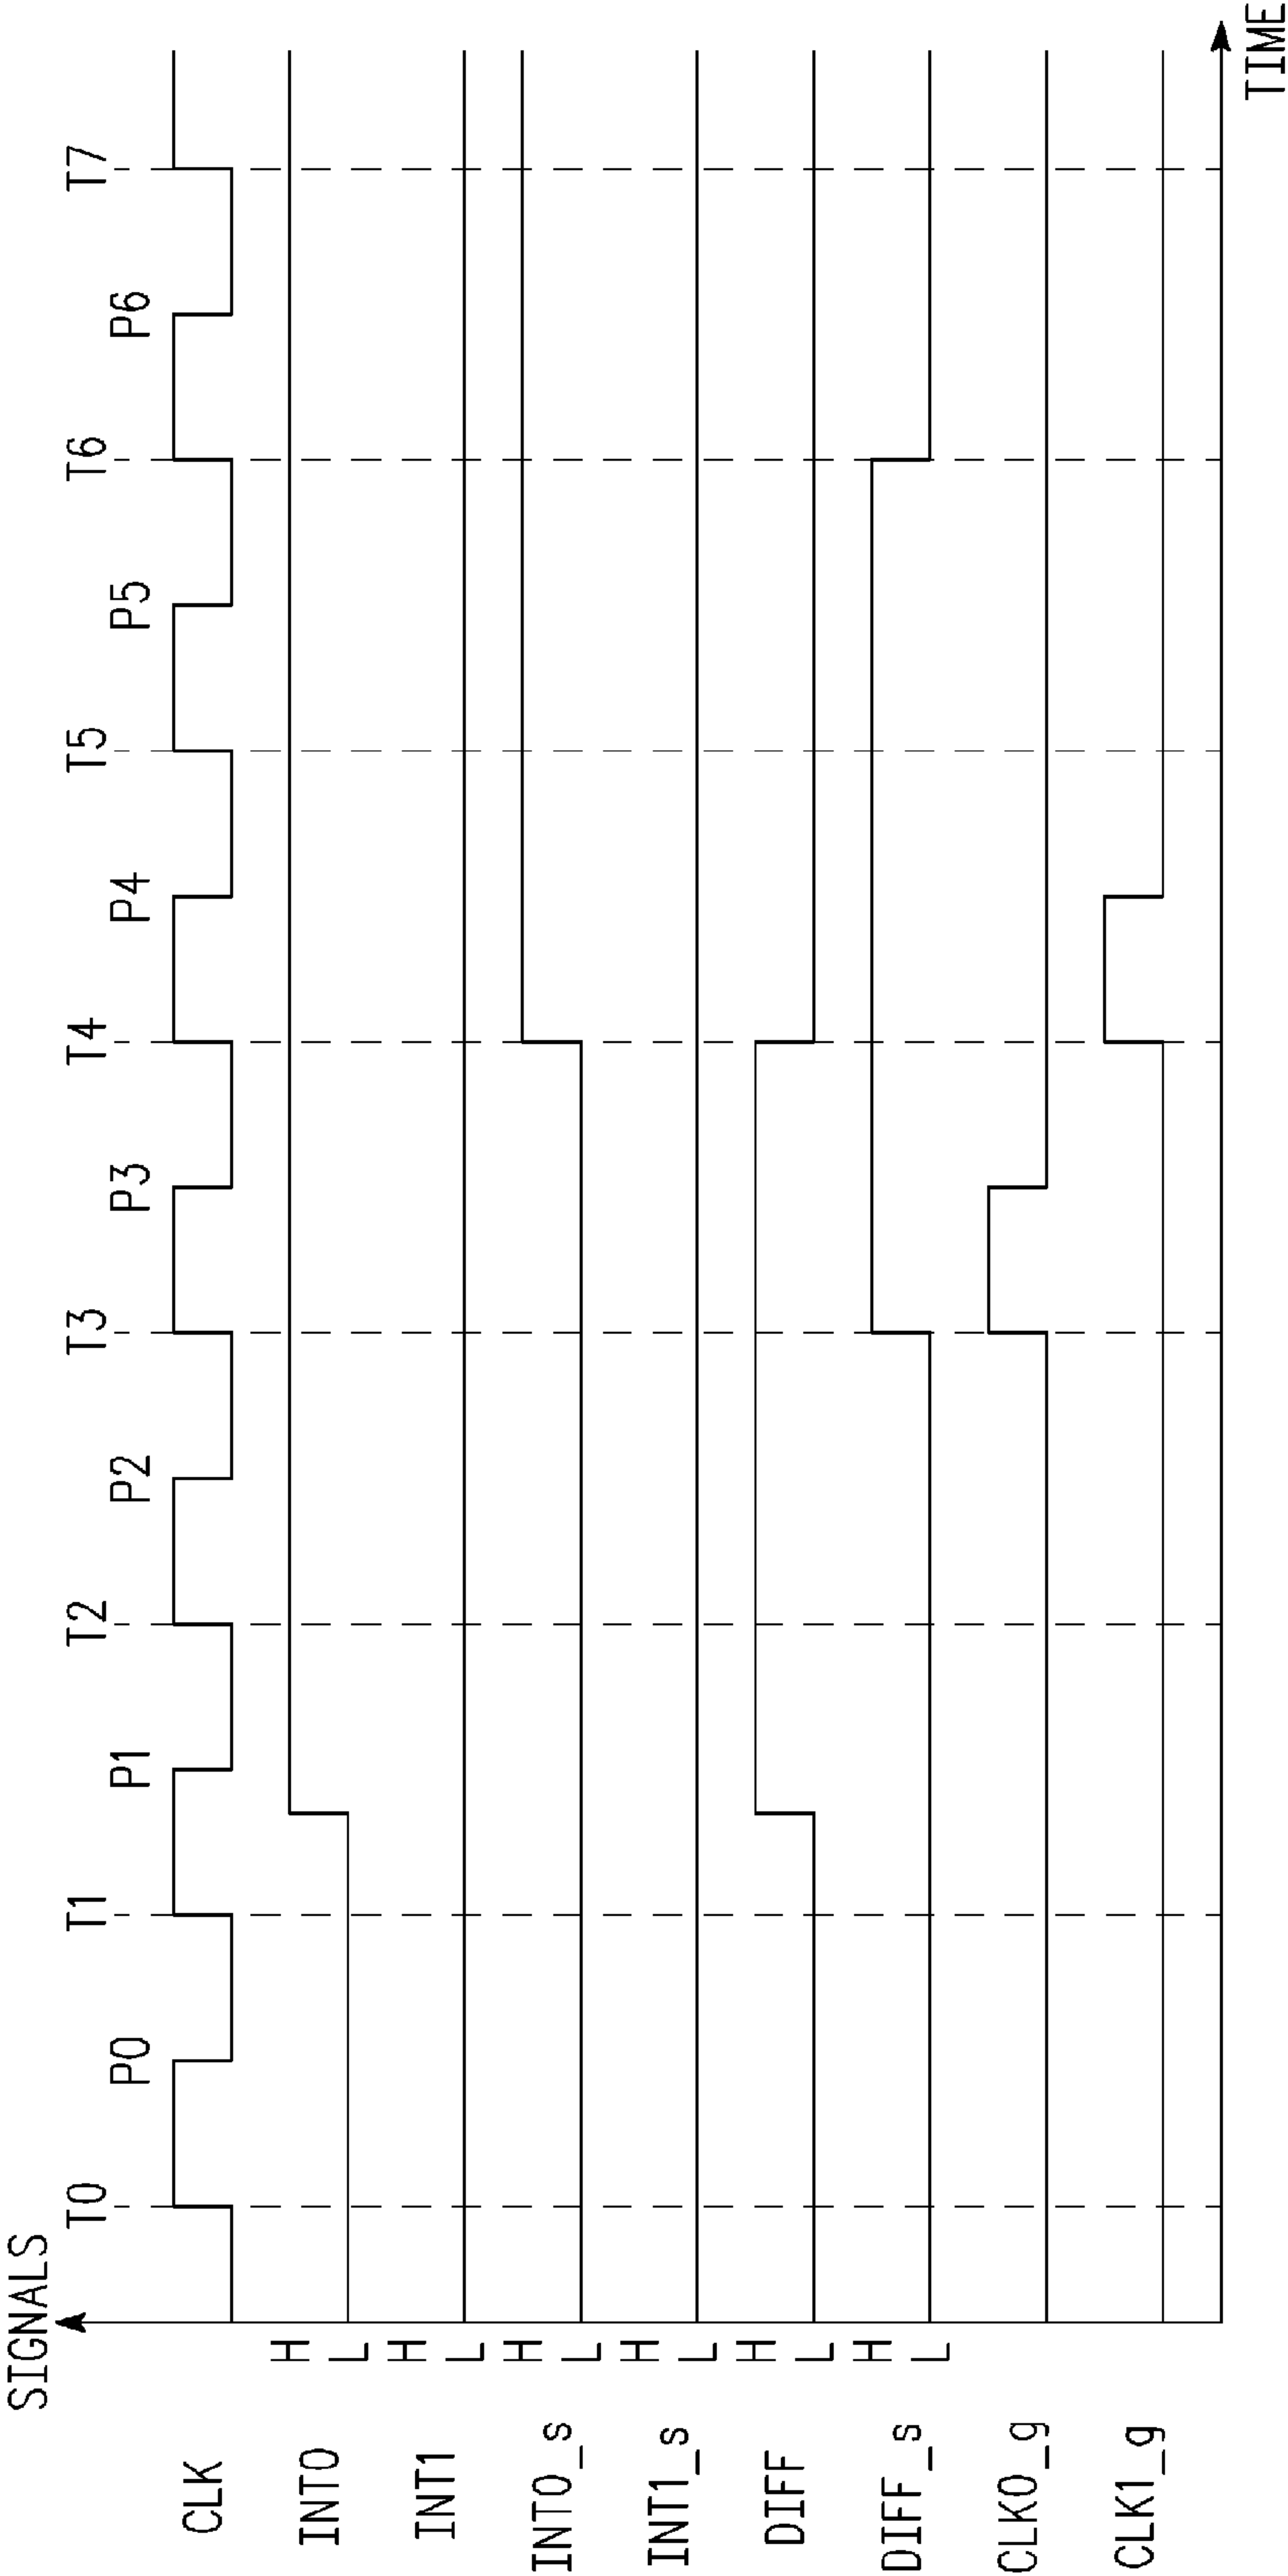 SIGNALS
T0 T1 T2 T3 T4 T5 T6 T7
P0 P1 P2 P3 P4 P5 P6
CLK
INT0 H
L
INT1 H
L
INT0_s H
L
INT1_s H
L
DIFF H
L
DIFF_s H
L
CLK0_g
CLK1_g
TIME